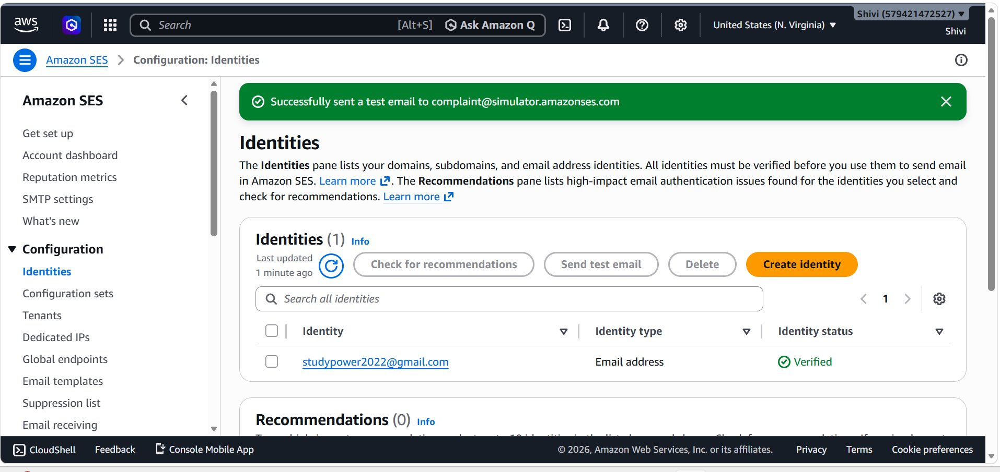 aws
Search
[Alt+S]
Ask Amazon Q
United States (N. Virginia)
Shivi (579421472527)
Shivi
Amazon SES
Configuration: Identities
Amazon SES
Get set up
Account dashboard
Reputation metrics
SMTP settings
What's new
Configuration
Identities
Configuration sets
Tenants
Dedicated IPs
Global endpoints
Email templates
Suppression list
Email receiving
Successfully sent a test email to complaint@simulator.amazonses.com
Identities
The Identities pane lists your domains, subdomains, and email address identities. All identities must be verified before you use them to send email
in Amazon SES. Learn more. The Recommendations pane lists high-impact email authentication issues found for the identities you select and
check for recommendations. Learn more
Identities (1) Info
Last updated
1 minute ago
Check for recommendations
Send test email
Delete
Create identity
Search all identities
1
Identity
Identity type
Identity status
studypower2022@gmail.com
Email address
Verified
Recommendations (0) Info
CloudShell
Feedback
Console Mobile App
© 2026, Amazon Web Services, Inc. or its affiliates.
Privacy
Terms
Cookie preferences